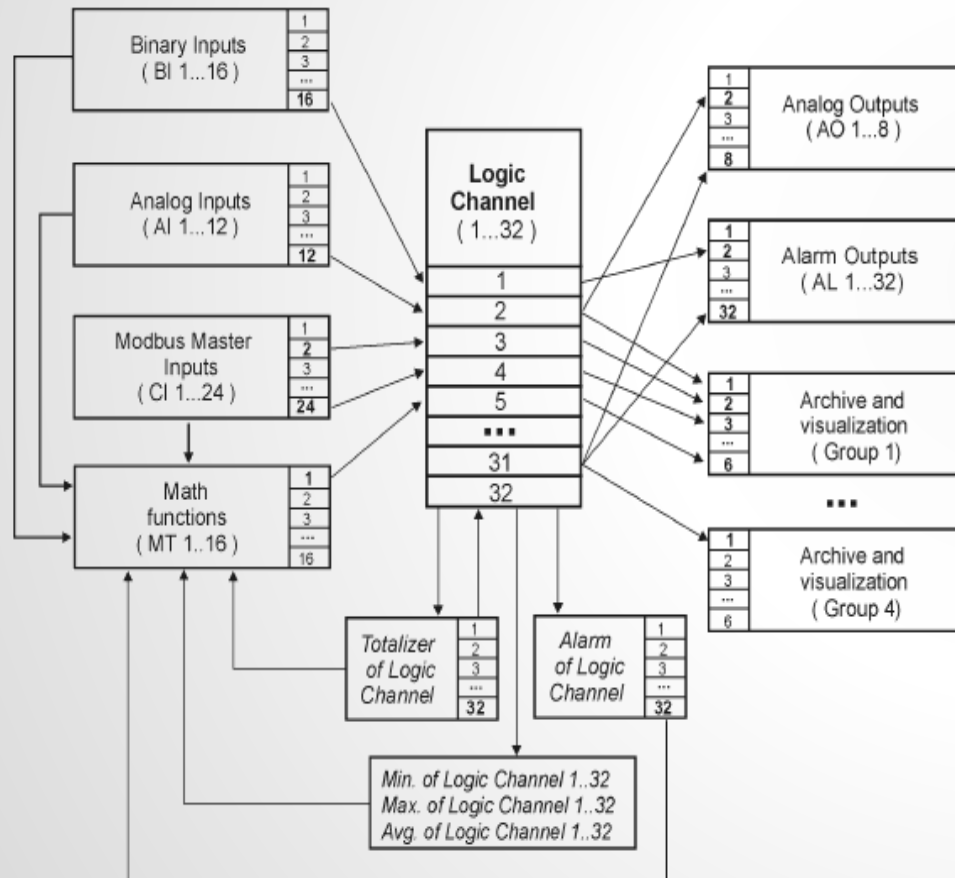 Binary Inputs
( BI 1...16 )
1
2
3
...
16
Analog Inputs
( AI 1...12 )
1
2
3
...
12
Modbus Master
Inputs
( CI 1...24 )
1
2
3
...
24
Math
functions
( MT 1..16 )
1
2
3
...
16
Logic
Channel
( 1...32 )
1
2
3
4
5
...
31
32
Totalizer
of Logic
Channel
1
2
3
...
32
Alarm
of Logic
Channel
1
2
3
...
32
Min. of Logic Channel 1..32
Max. of Logic Channel 1..32
Avg. of Logic Channel 1..32
1
2
3
...
8
Analog Outputs
( AO 1...8 )
1
2
3
...
32
Alarm Outputs
( AL 1...32 )
1
2
3
...
6
Archive and
visualization
( Group 1)
...
1
2
3
...
6
Archive and
visualization
( Group 4)